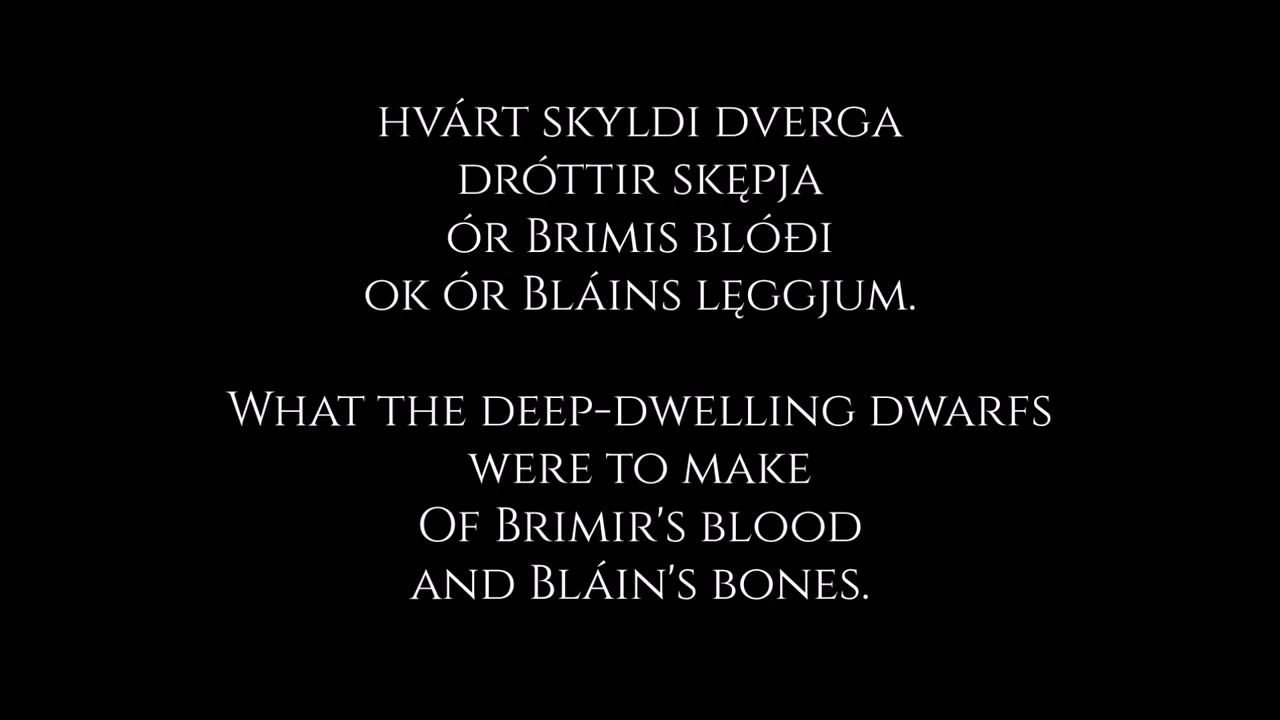 hvárt skyldi dverga
dróttir skępja
ór Brimis blóði
ok ór Bláins lęggjum.
What the deep-dwelling dwarfs
were to make
Of Brimir's blood
and Bláin's bones.